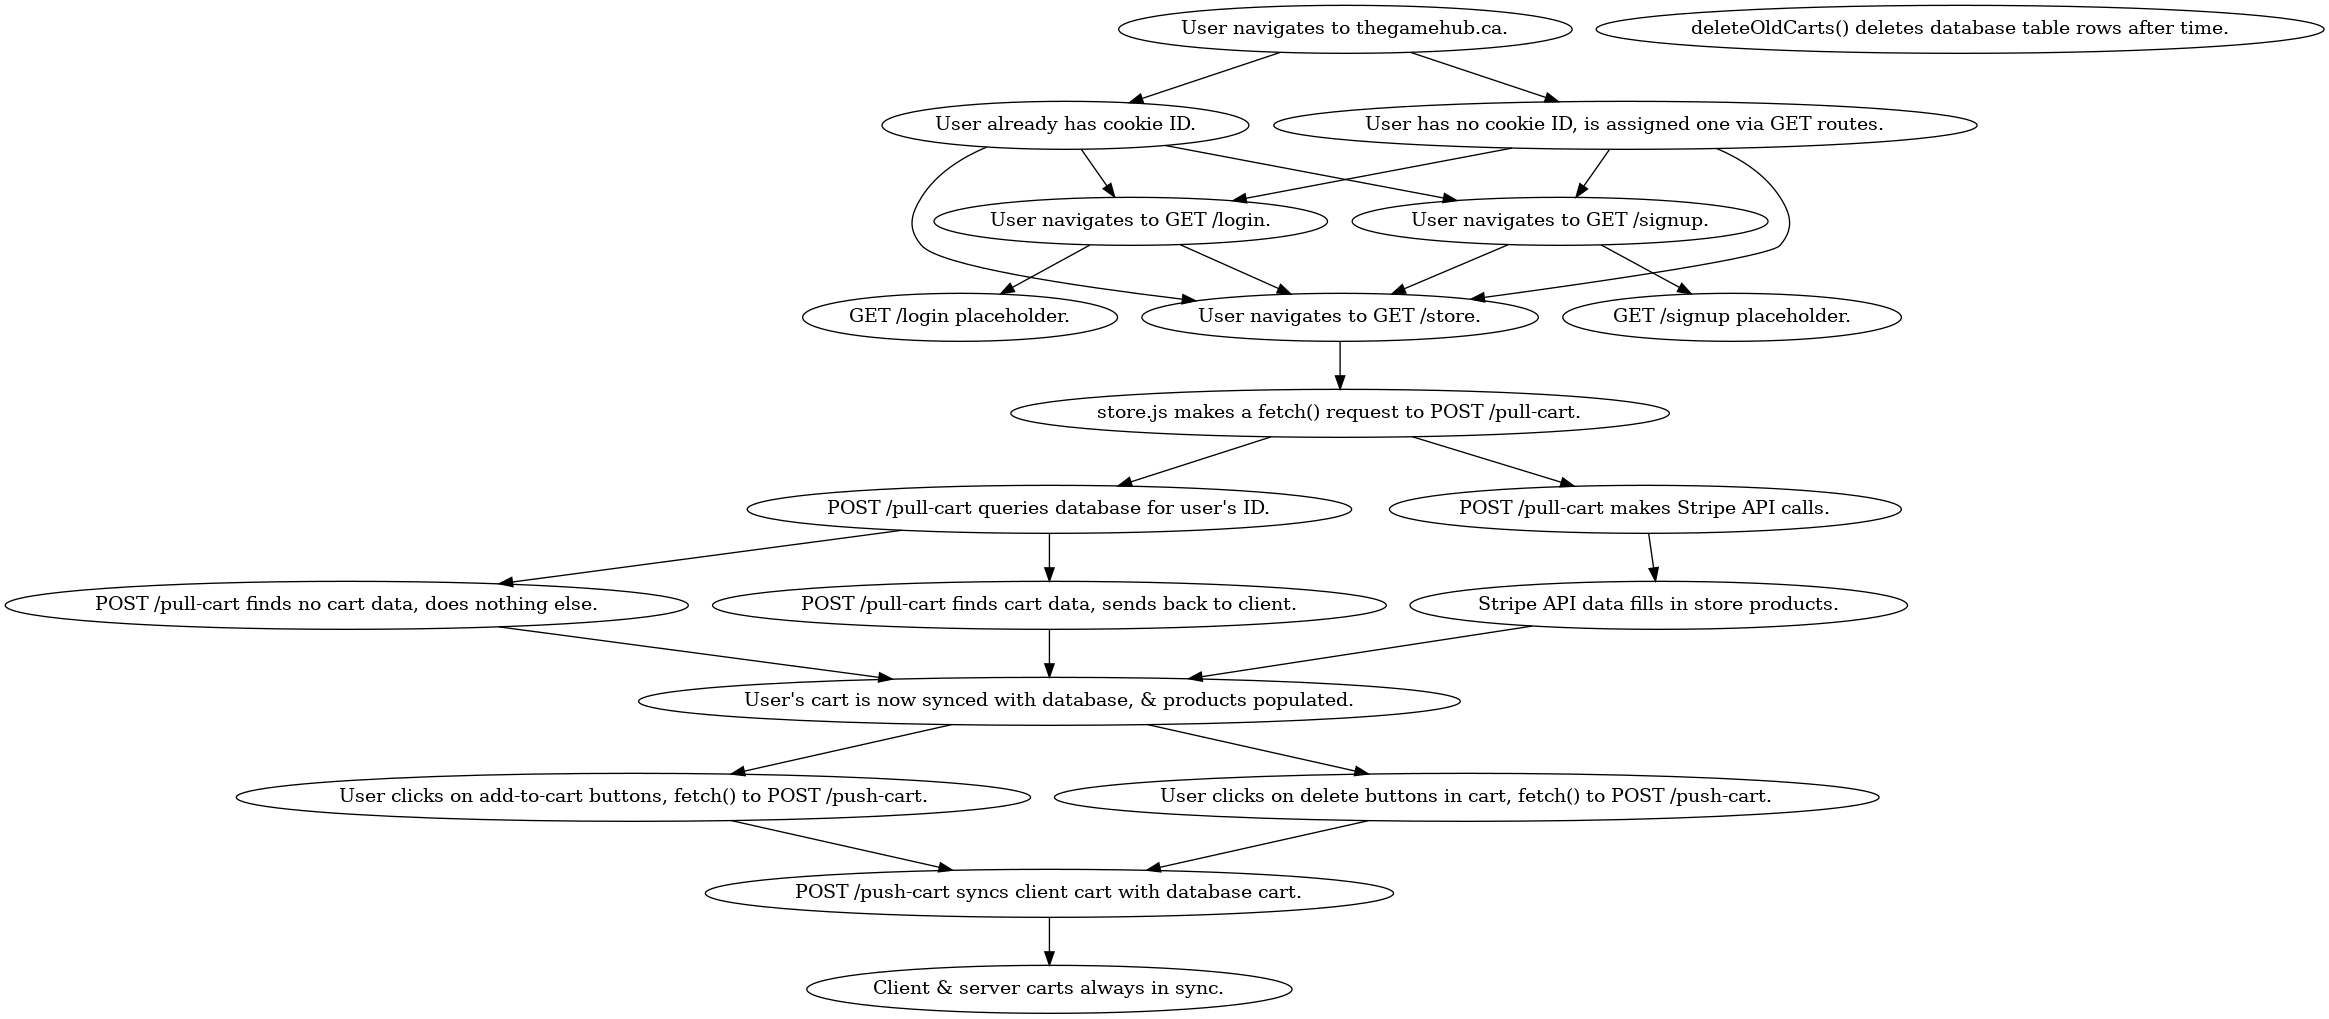 User navigates to thegamehub.ca.
deleteOldCarts() deletes database table rows after time.
User already has cookie ID.
User has no cookie ID, is assigned one via GET routes.
User navigates to GET /login.
User navigates to GET /signup.
GET /login placeholder.
User navigates to GET /store.
GET /signup placeholder.
store.js makes a fetch() request to POST /pull-cart.
POST /pull-cart queries database for user's ID.
POST /pull-cart makes Stripe API calls.
POST /pull-cart finds no cart data, does nothing else.
POST /pull-cart finds cart data, sends back to client.
Stripe API data fills in store products.
User's cart is now synced with database, & products populated.
User clicks on add-to-cart buttons, fetch() to POST /push-cart.
User clicks on delete buttons in cart, fetch() to POST /push-cart.
POST /push-cart syncs client cart with database cart.
Client & server carts always in sync.